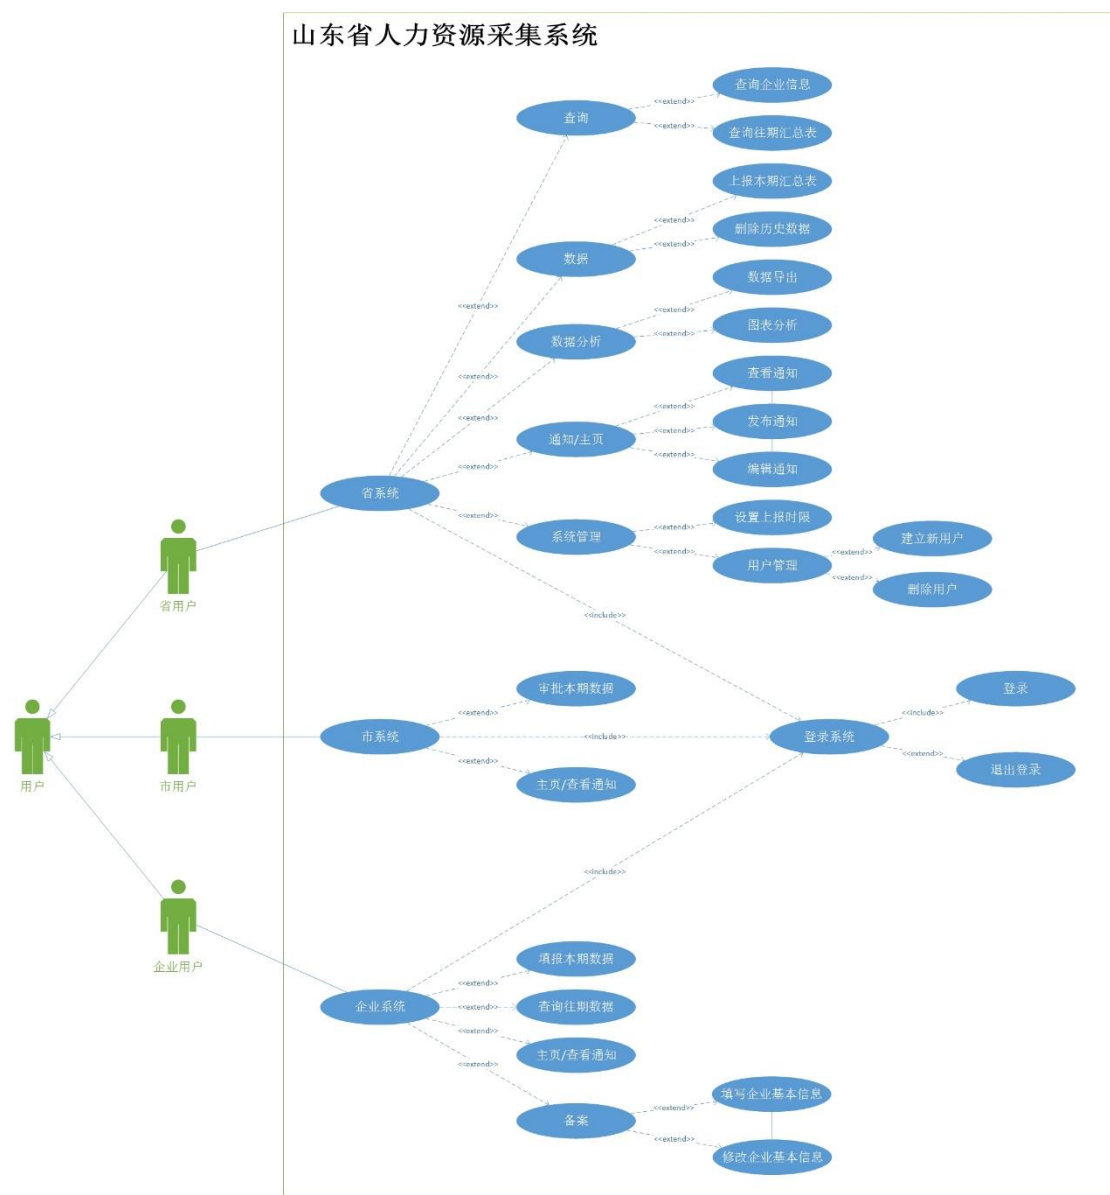 山东省人力资源采集系统
查询企业信息
<<extend>>
查询
<<extend>>
查询往期汇总表
上报本期汇总表
<<extend>>
删除历史数据
<<extend>>
数据
数据导出
<<extend>>
<<extend>>
图表分析
<<extend>>
数据分析
查看通知
<<extend>>
<<extend>>
<<extend>>
发布通知
<<extend>>
通知/主页
<<extend>>
<<extend>>
编辑通知
省系统
<<extend>>
设置上报时限
<<extend>>
系统管理
<<extend>>
用户管理
建立新用户
<<extend>>
<<extend>>
删除用户
省用户
<<include>>
审批本期数据
登录
<<extend>>
<<include>>
市系统
<<include>>
登录系统
<<extend>>
<<extend>>
退出登录
主页/查看通知
用户
市用户
<<include>>
企业用户
填报本期数据
<<extend>>
企业系统
<<extend>>
查询往期数据
<<extend>>
主页/查看通知
<<extend>>
填写企业基本信息
<<extend>>
备案
<<extend>>
修改企业基本信息